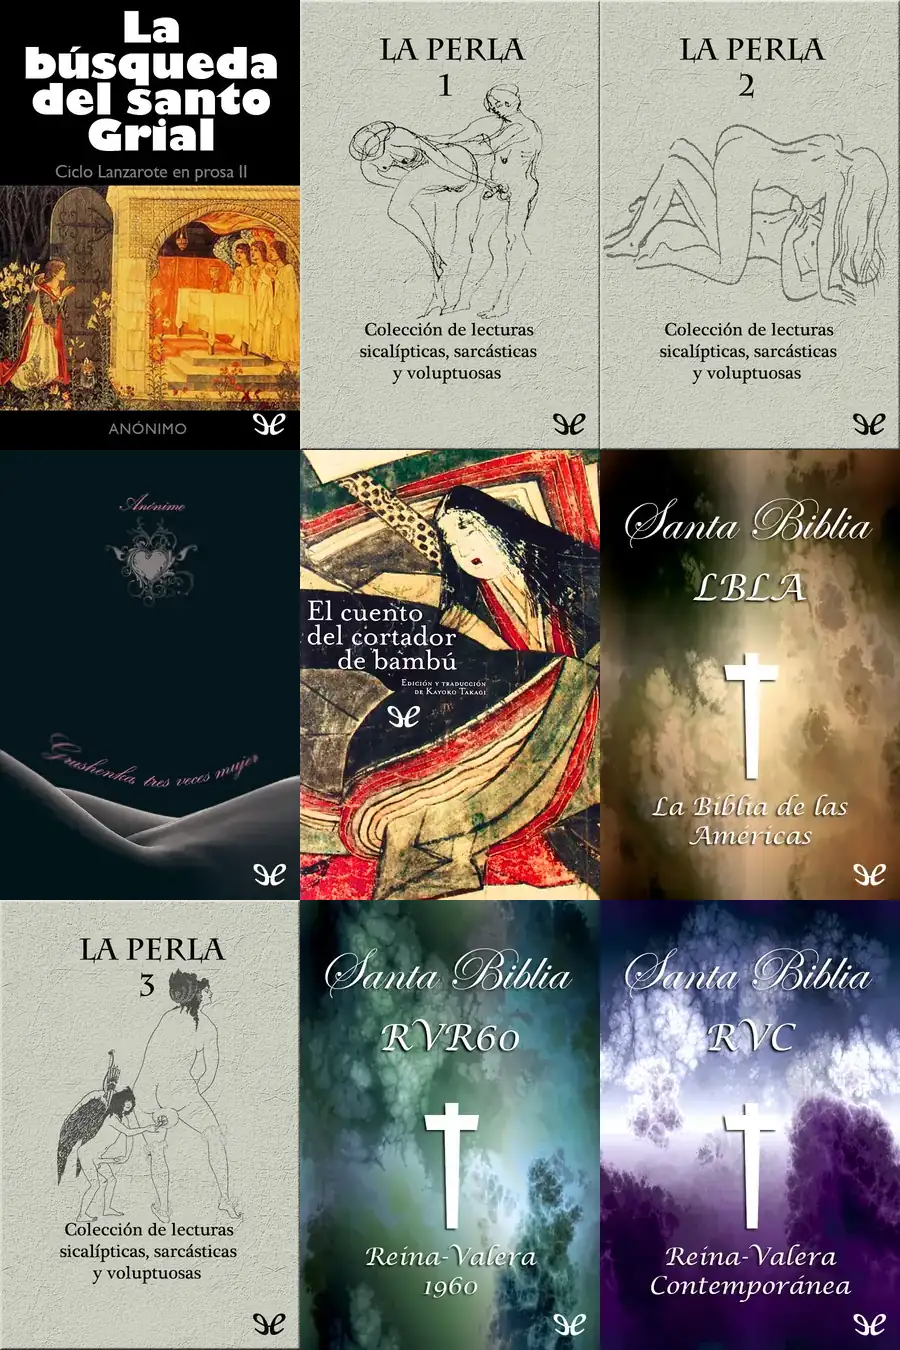 La
búsqueda
del santo
Grial
Ciclo Lanzarote en prosa II
ANÓNIMO
LA PERLA
1
Colección de lecturas
sicalípticas, sarcásticas
y voluptuosas
LA PERLA
2
Colección de lecturas
sicalípticas, sarcásticas
y voluptuosas
Anónimo
Grushenka, tres veces mujer
El cuento
del cortador
de bambú
Edición y traducción
de Kayoko Takagi
Santa Biblia
LBLA
La Biblia de las
Américas
LA PERLA
3
Colección de lecturas
sicalípticas, sarcásticas
y voluptuosas
Santa Biblia
RVR60
Reina-Valera
1960
Santa Biblia
RVC
Reina-Valera
Contemporánea